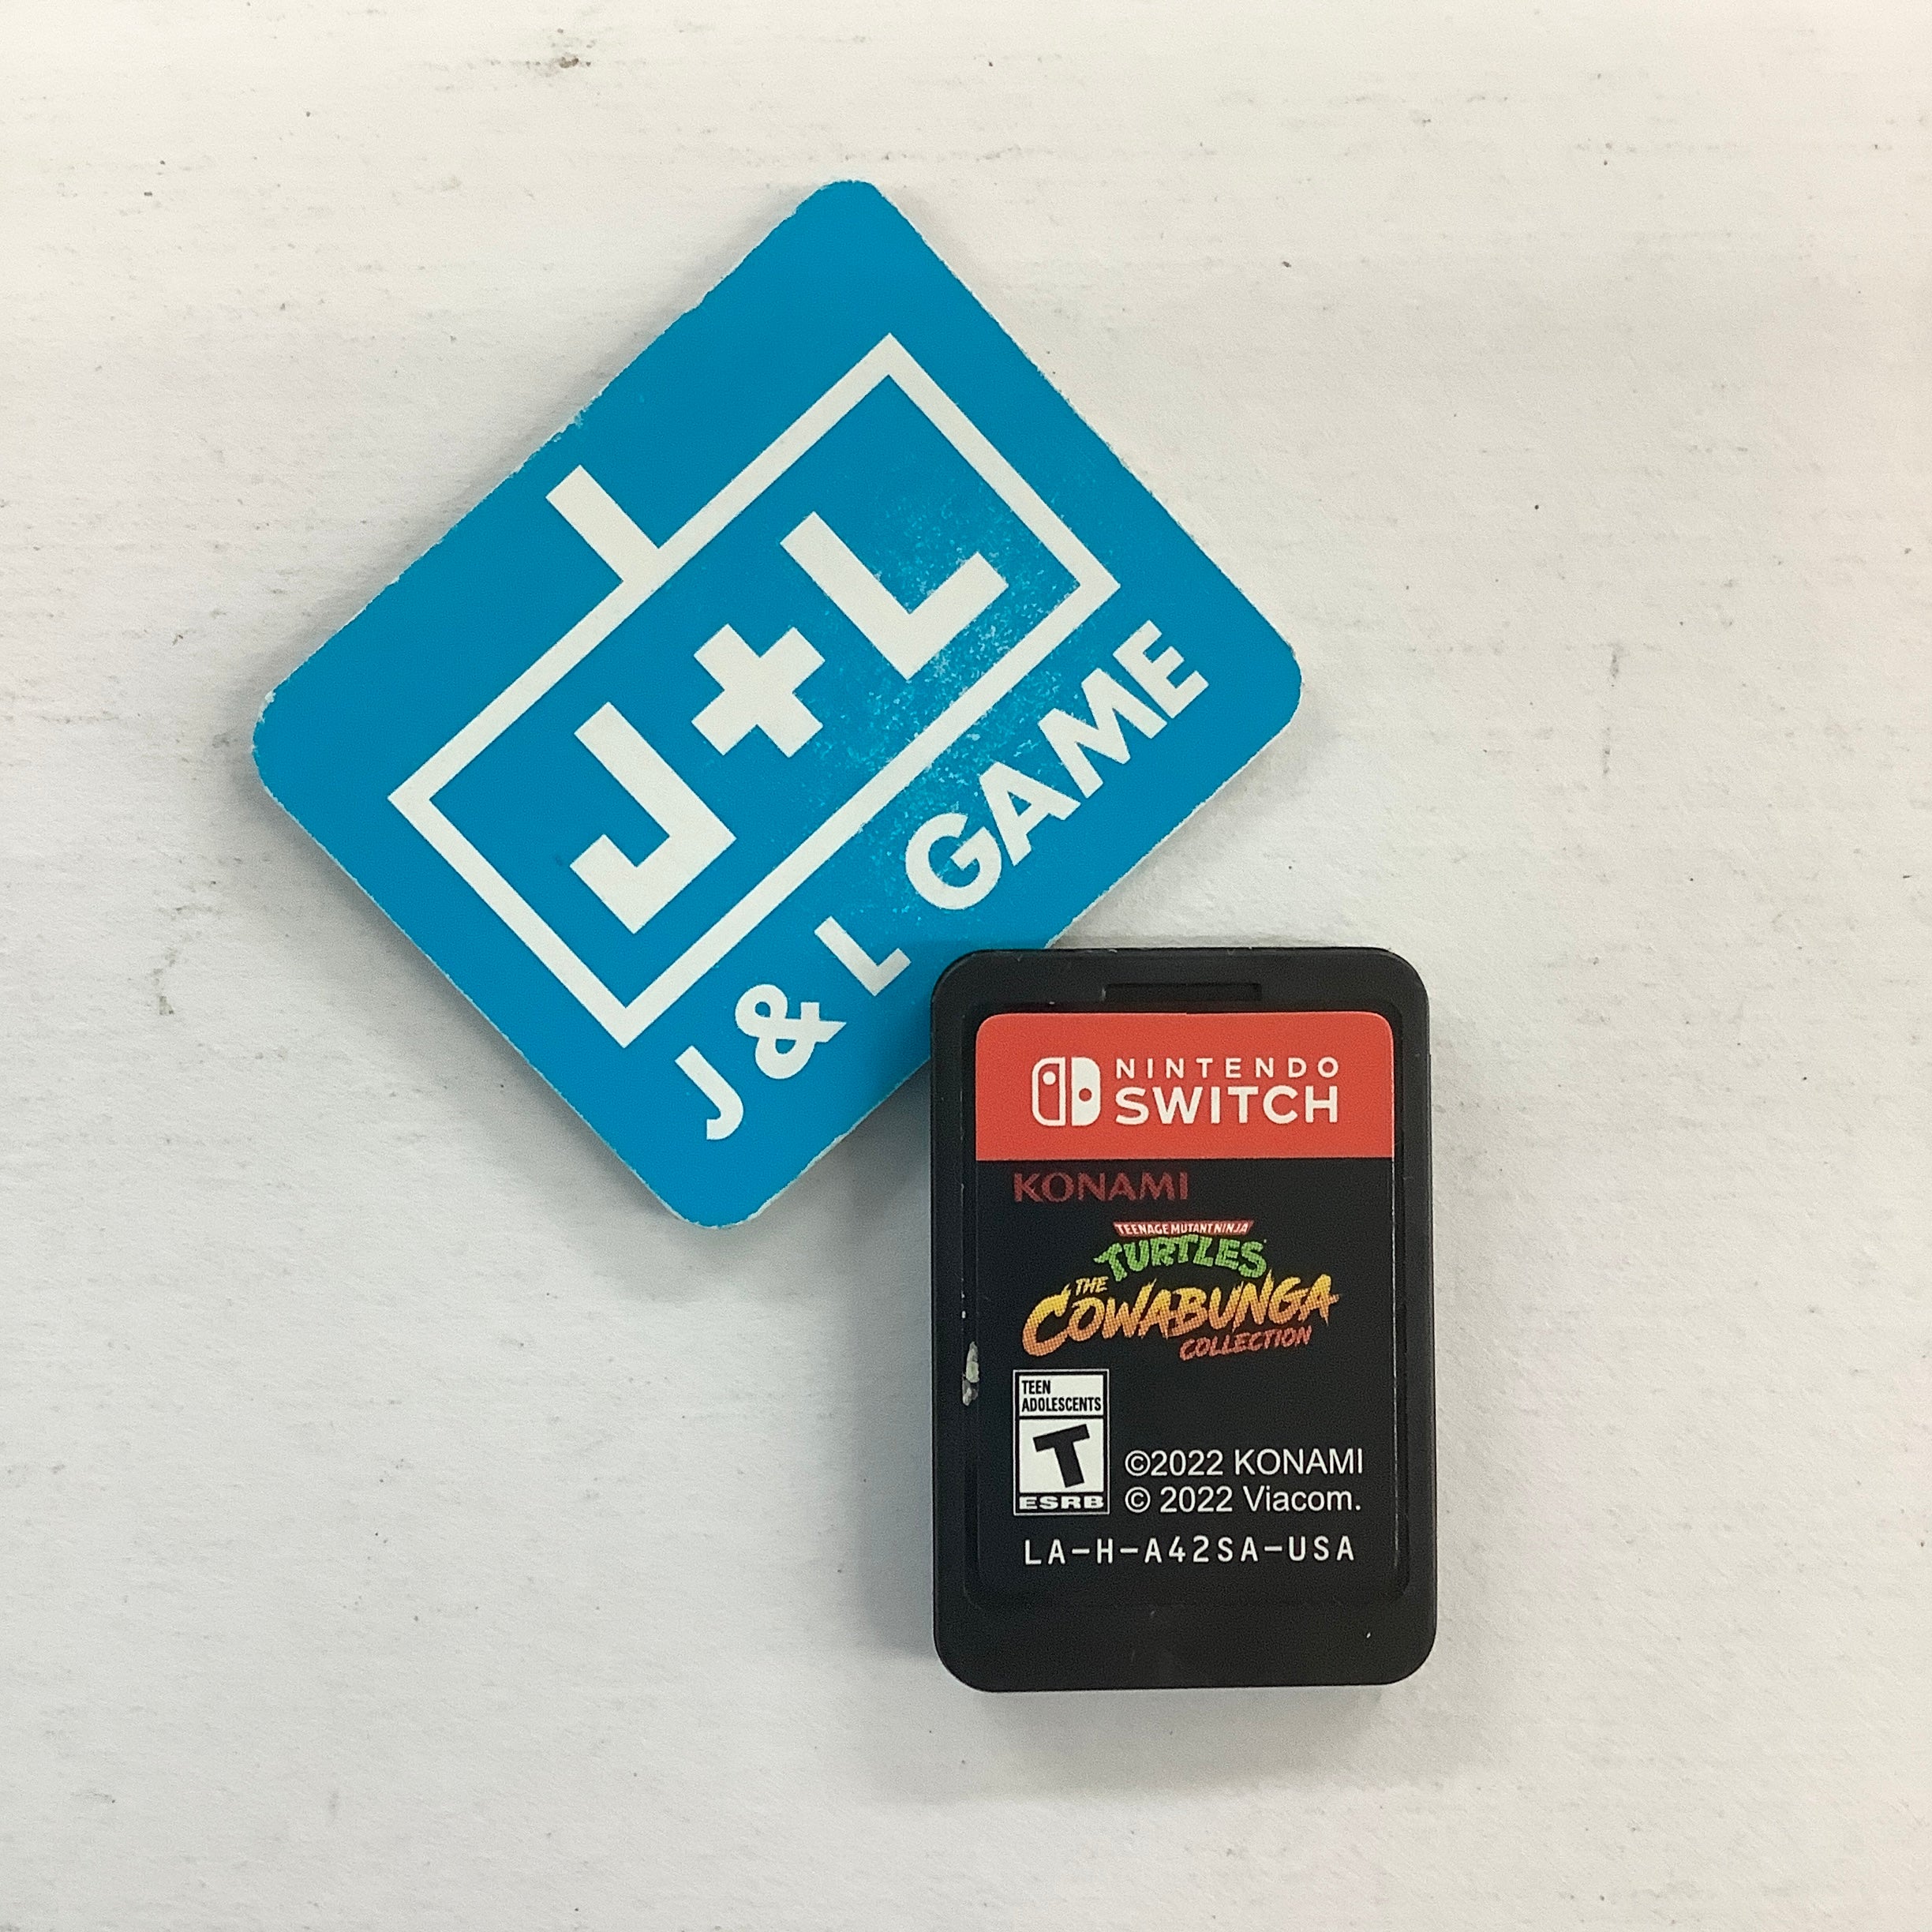 J+L
J & L GAME
NINTENDO
SWITCH
KONAMI
TEENAGE MUTANT NINJA
TURTLES
THE
COWABUNGA
COLLECTION
TEEN
ADOLESCENTS
T
ESRB
©2022 KONAMI
© 2022 Viacom.
LA-H-A42SA-USA